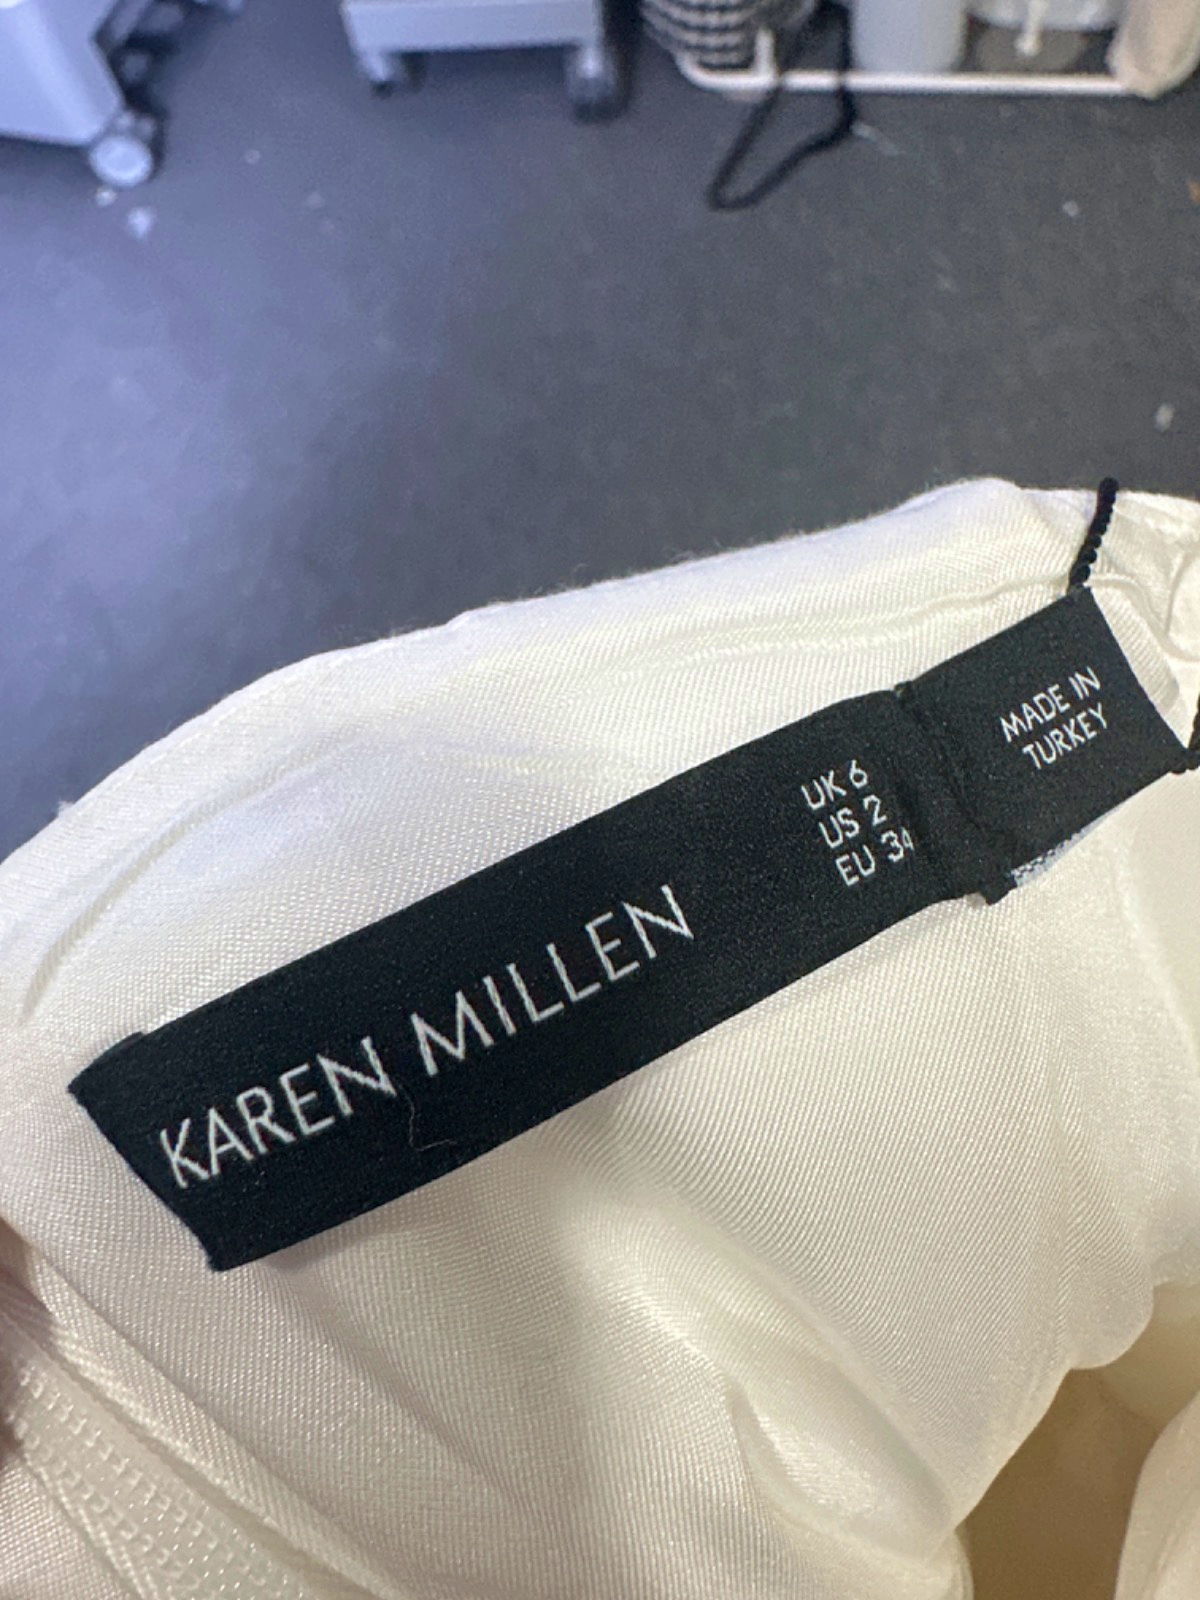 KAREN MILLEN
UK 6
US 2
EU 34
MADE IN
TURKEY